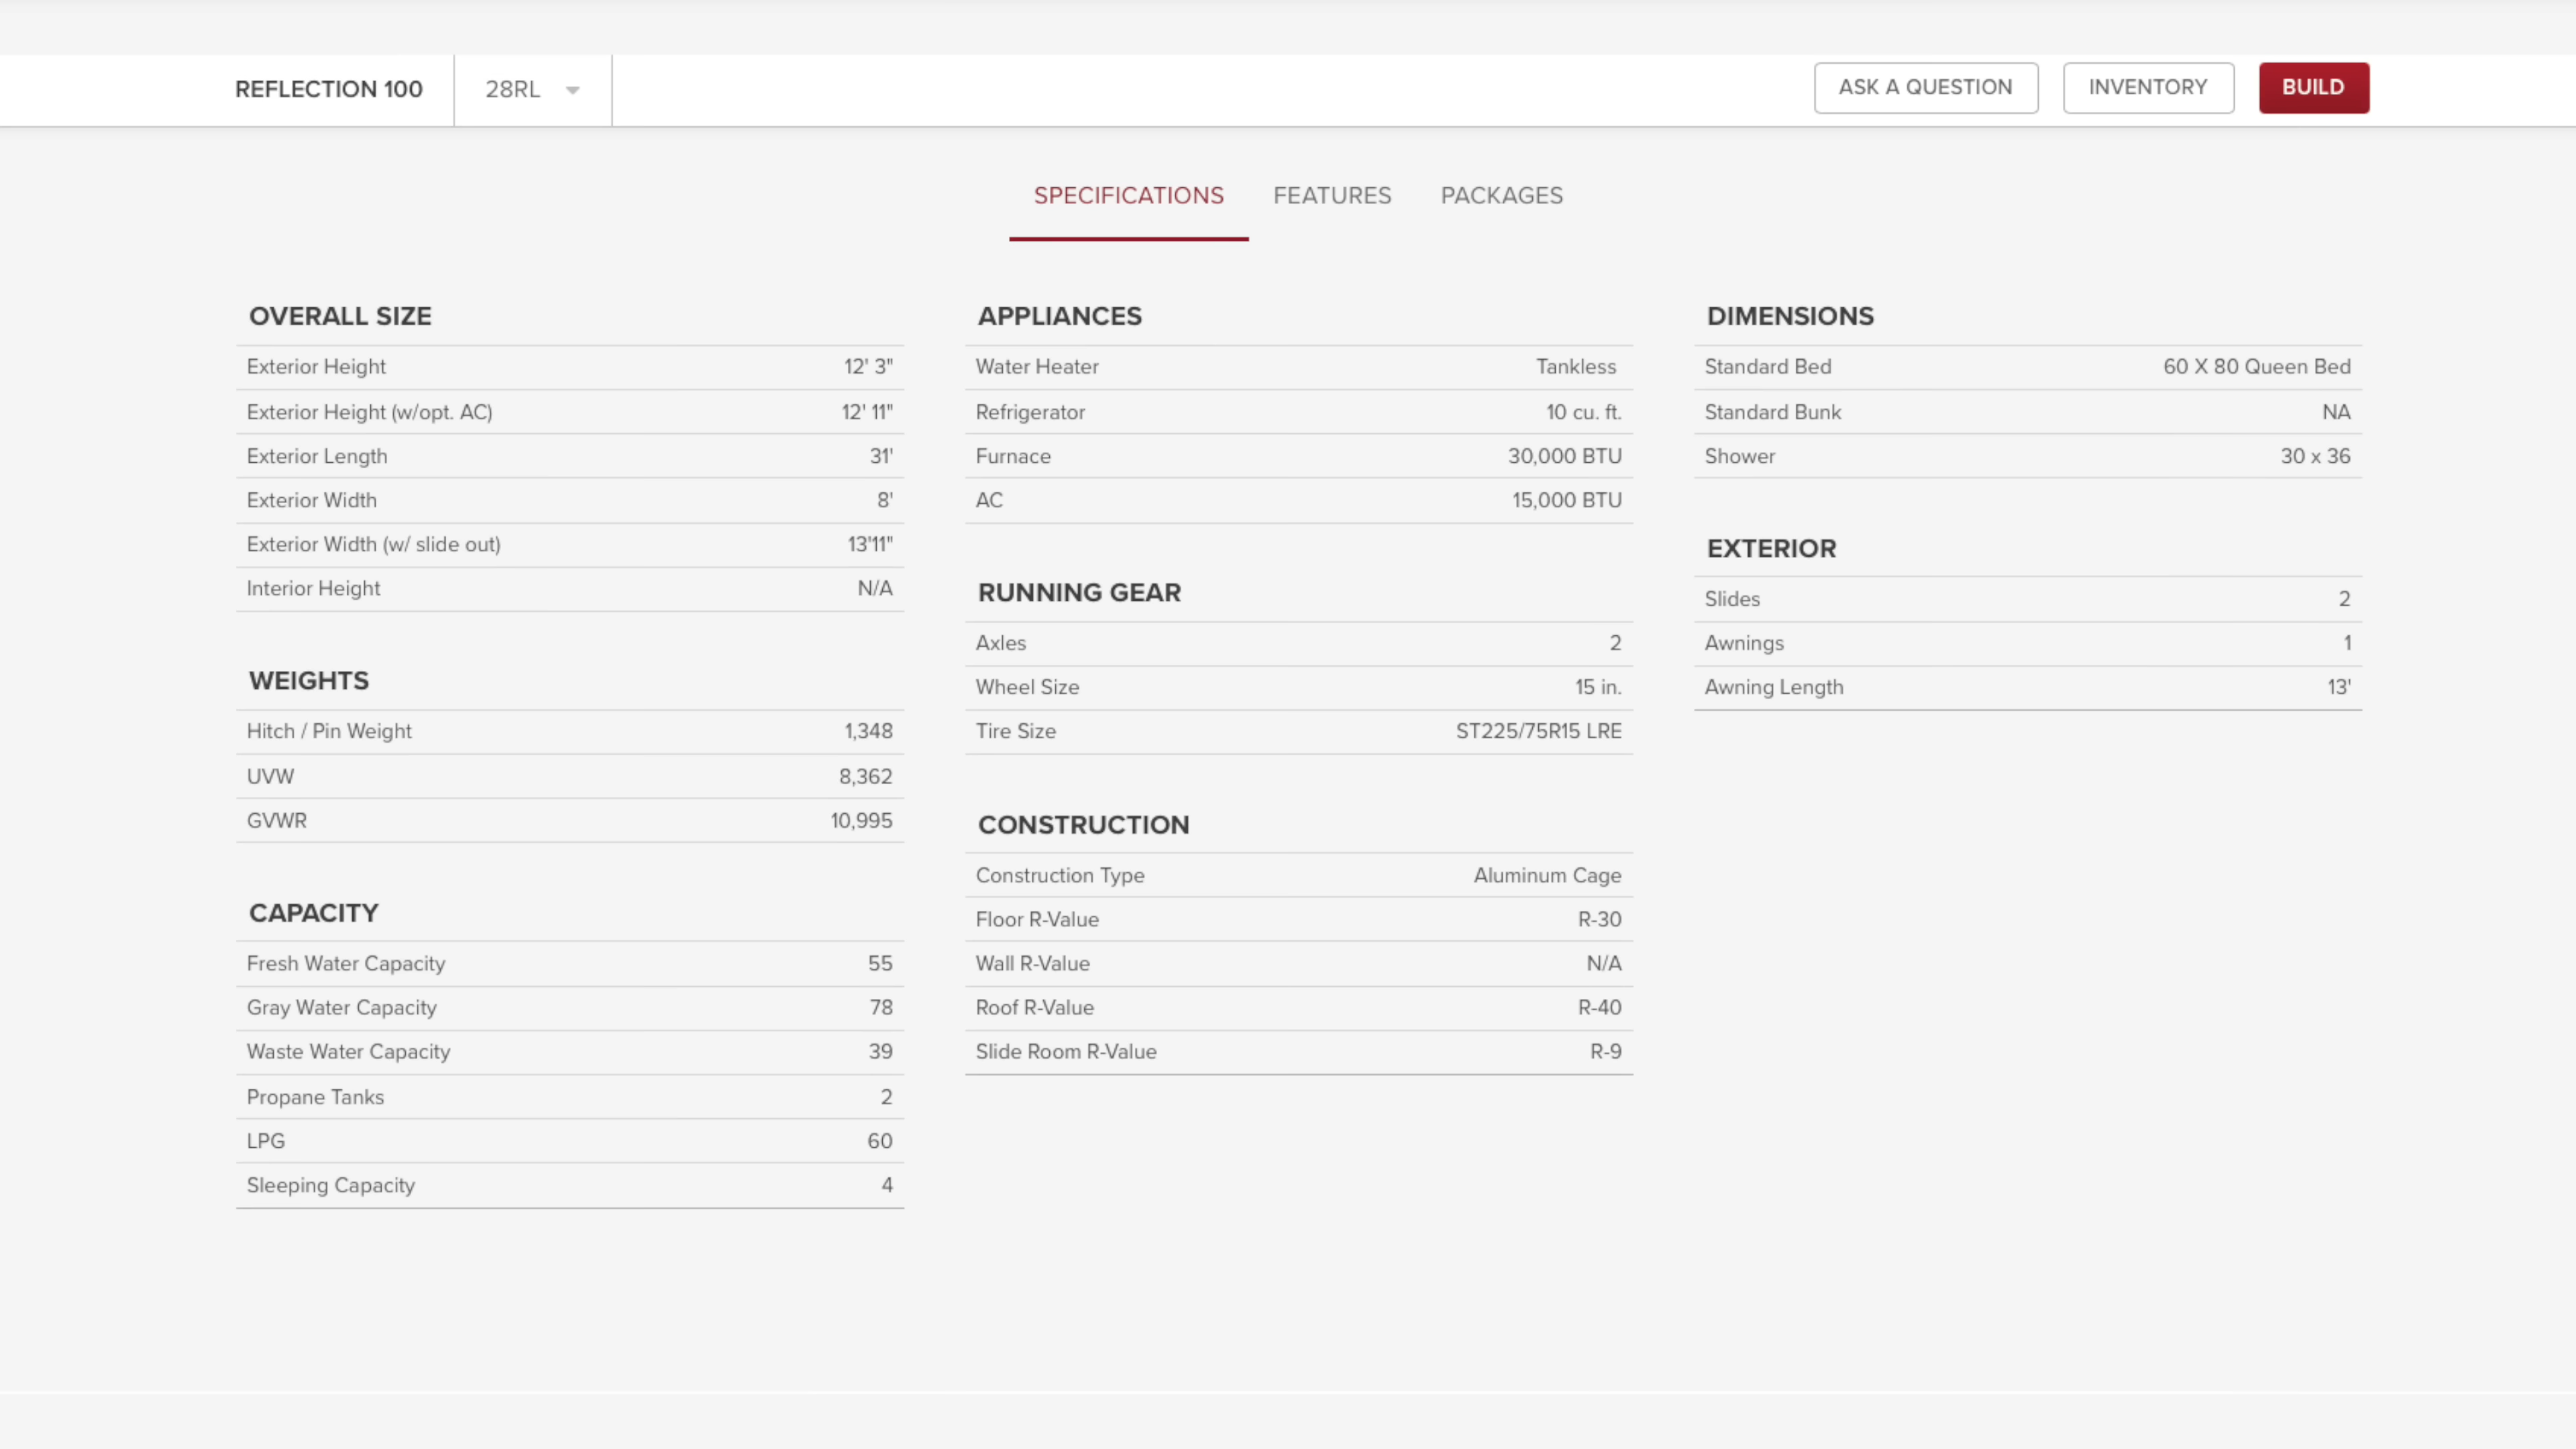 REFLECTION 100
28RL
ASK A QUESTION
INVENTORY
BUILD
SPECIFICATIONS
FEATURES
PACKAGES
OVERALL SIZE
Exterior Height 12' 3"
Exterior Height (w/opt. AC) 12' 11"
Exterior Length 31'
Exterior Width 8'
Exterior Width (w/ slide out) 13'11"
Interior Height N/A
WEIGHTS
Hitch / Pin Weight 1,348
UVW 8,362
GVWR 10,995
CAPACITY
Fresh Water Capacity 55
Gray Water Capacity 78
Waste Water Capacity 39
Propane Tanks 2
LPG 60
Sleeping Capacity 4
APPLIANCES
Water Heater Tankless
Refrigerator 10 cu. ft.
Furnace 30,000 BTU
AC 15,000 BTU
RUNNING GEAR
Axles 2
Wheel Size 15 in.
Tire Size ST225/75R15 LRE
CONSTRUCTION
Construction Type Aluminum Cage
Floor R-Value R-30
Wall R-Value N/A
Roof R-Value R-40
Slide Room R-Value R-9
DIMENSIONS
Standard Bed 60 X 80 Queen Bed
Standard Bunk NA
Shower 30 x 36
EXTERIOR
Slides 2
Awnings 1
Awning Length 13'